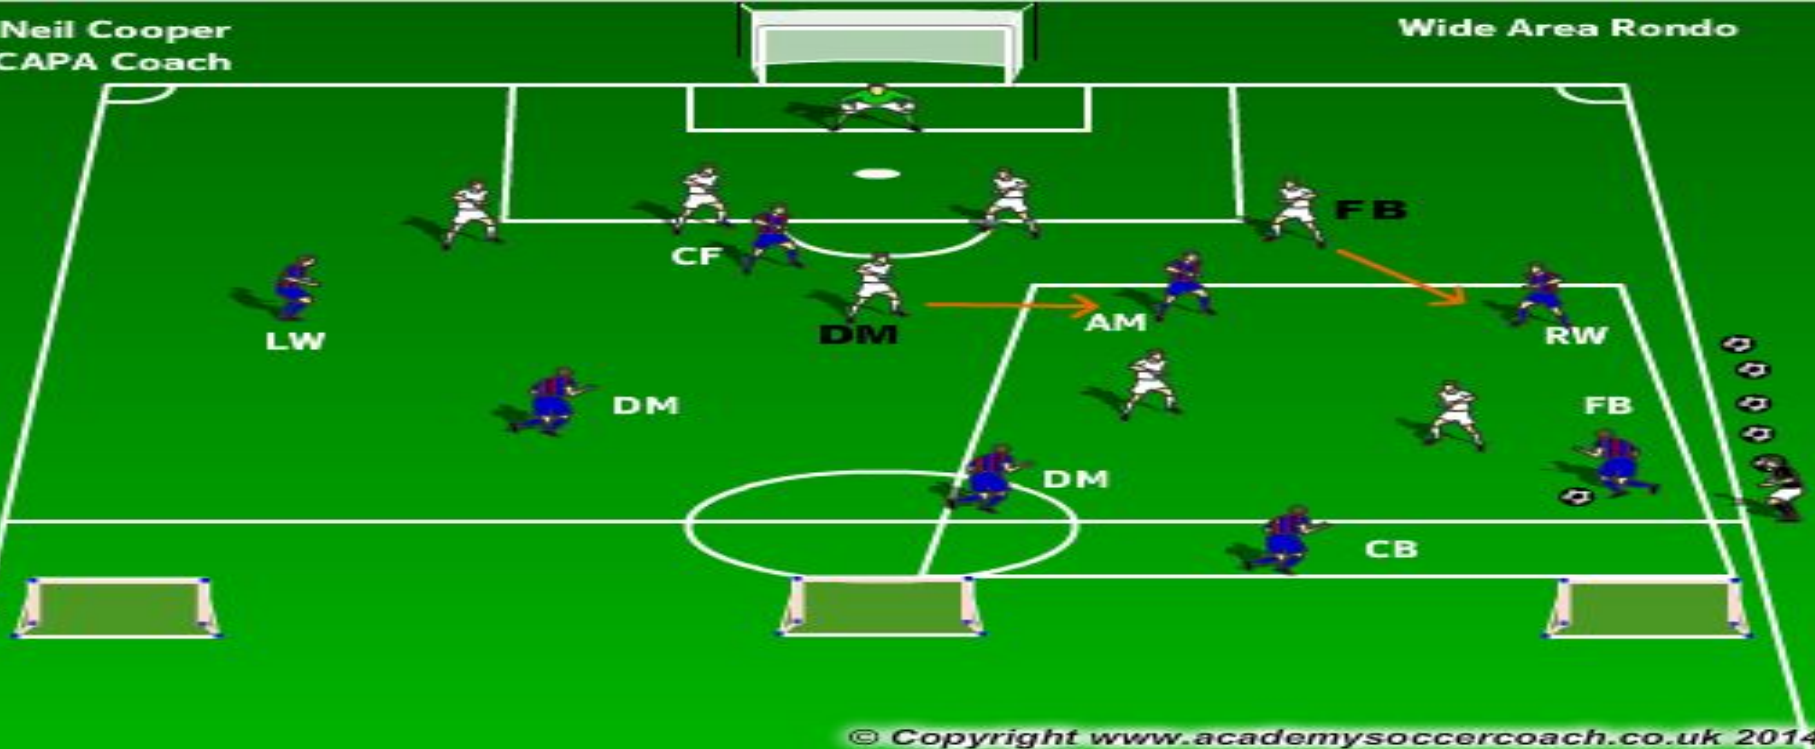 Neil Cooper
CAPA Coach
Wide Area Rondo
FB
CF
DM
AM
LW
RW
DM
FB
DM
CB
© Copyright www.academysoccercoach.co.uk 2014